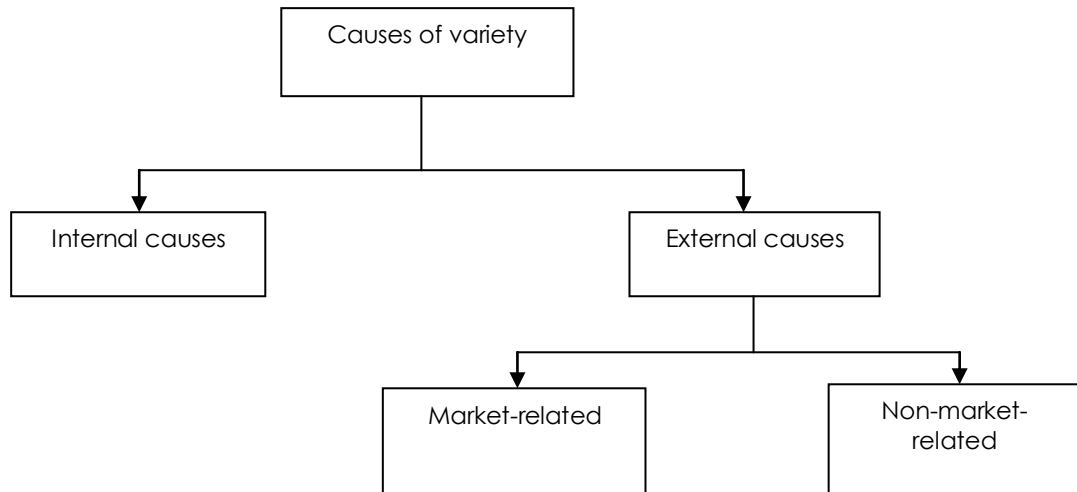 Causes of variety
Internal causes
External causes
Market-related
Non-market-
related